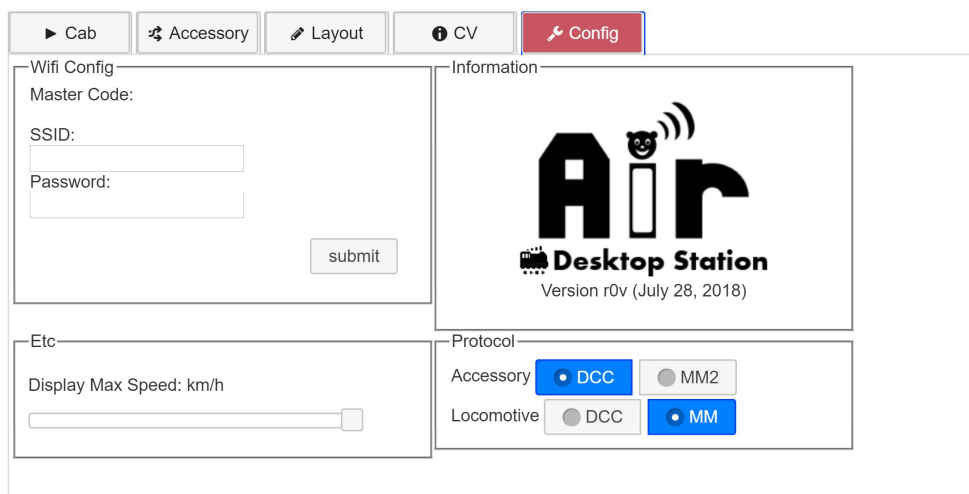 Cab
Accessory
Layout
CV
Config
Wifi Config
Master Code:
SSID:
Password:
submit
Information
Air
Desktop Station
Version r0v (July 28, 2018)
Etc
Display Max Speed: km/h
Protocol
Accessory DCC MM2
Locomotive DCC MM